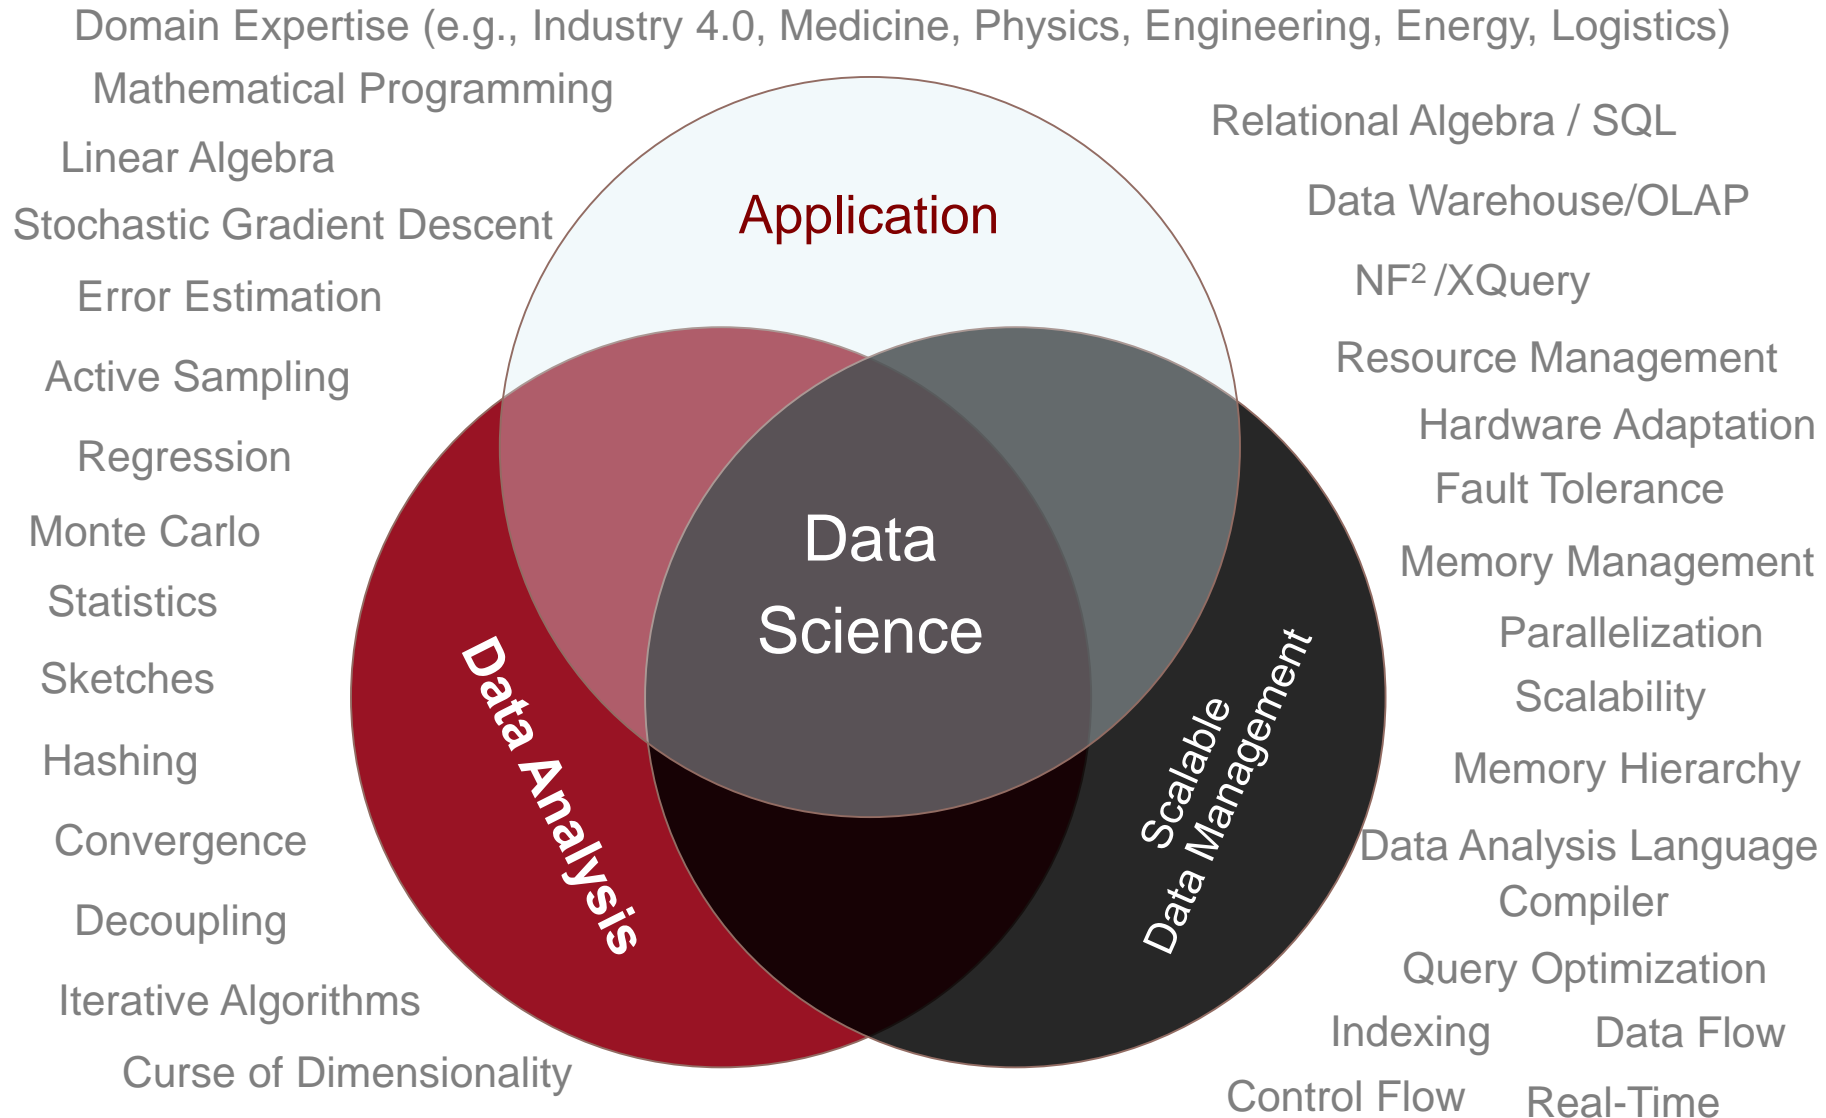 Domain Expertise (e.g., Industry 4.0, Medicine, Physics, Engineering, Energy, Logistics)
Mathematical Programming
Linear Algebra
Stochastic Gradient Descent
Error Estimation
Active Sampling
Regression
Monte Carlo
Statistics
Sketches
Hashing
Convergence
Decoupling
Iterative Algorithms
Curse of Dimensionality
Application
Data
Science
Data Analysis
Scalable
Data Management
Relational Algebra / SQL
Data Warehouse/OLAP
NF² /XQuery
Resource Management
Hardware Adaptation
Fault Tolerance
Memory Management
Parallelization
Scalability
Memory Hierarchy
Data Analysis Language
Compiler
Query Optimization
Indexing
Data Flow
Control Flow
Real-Time